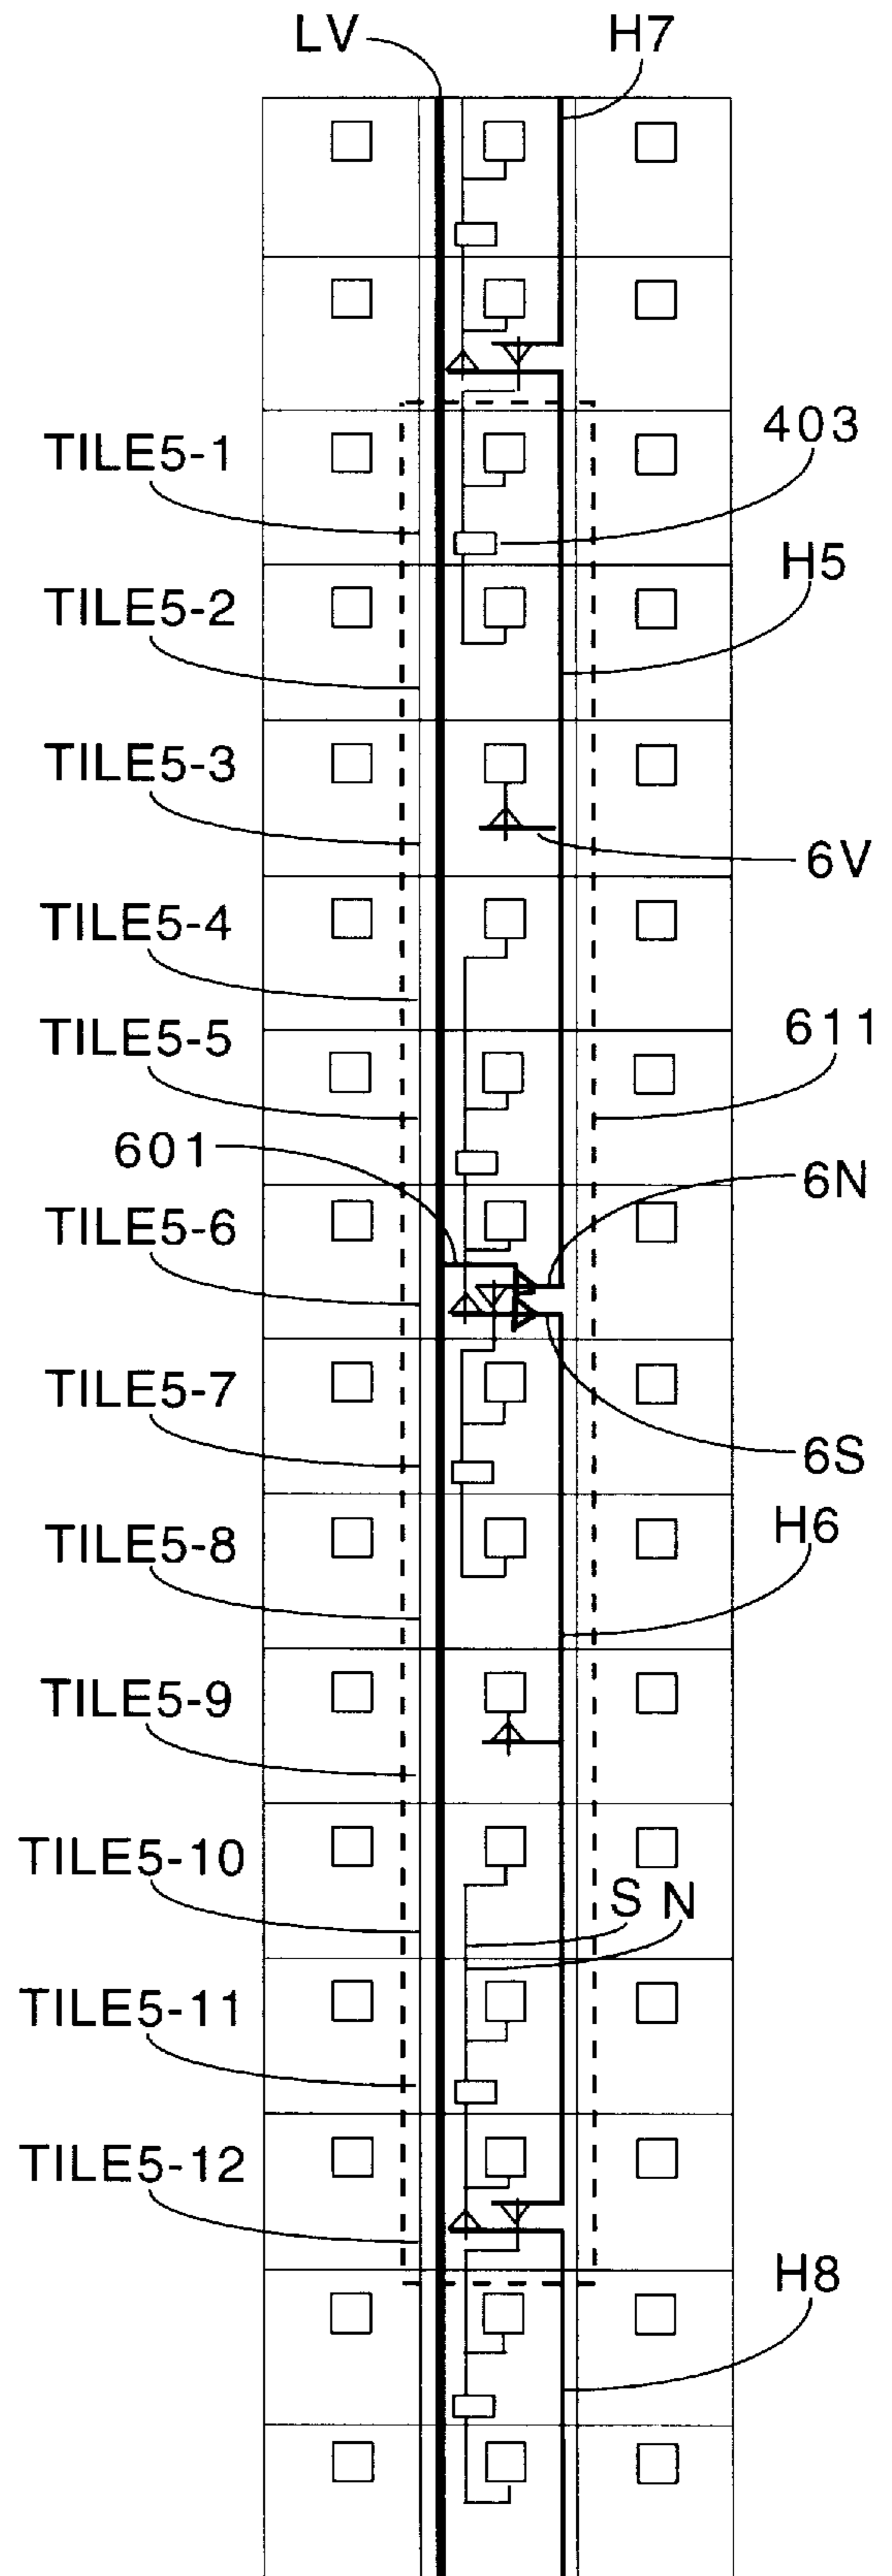 LV
H7
403
TILE5-1
H5
TILE5-2
TILE5-3
6V
TILE5-4
611
TILE5-5
601
6N
TILE5-6
TILE5-7
6S
H6
TILE5-8
TILE5-9
TILE5-10
S N
TILE5-11
TILE5-12
H8